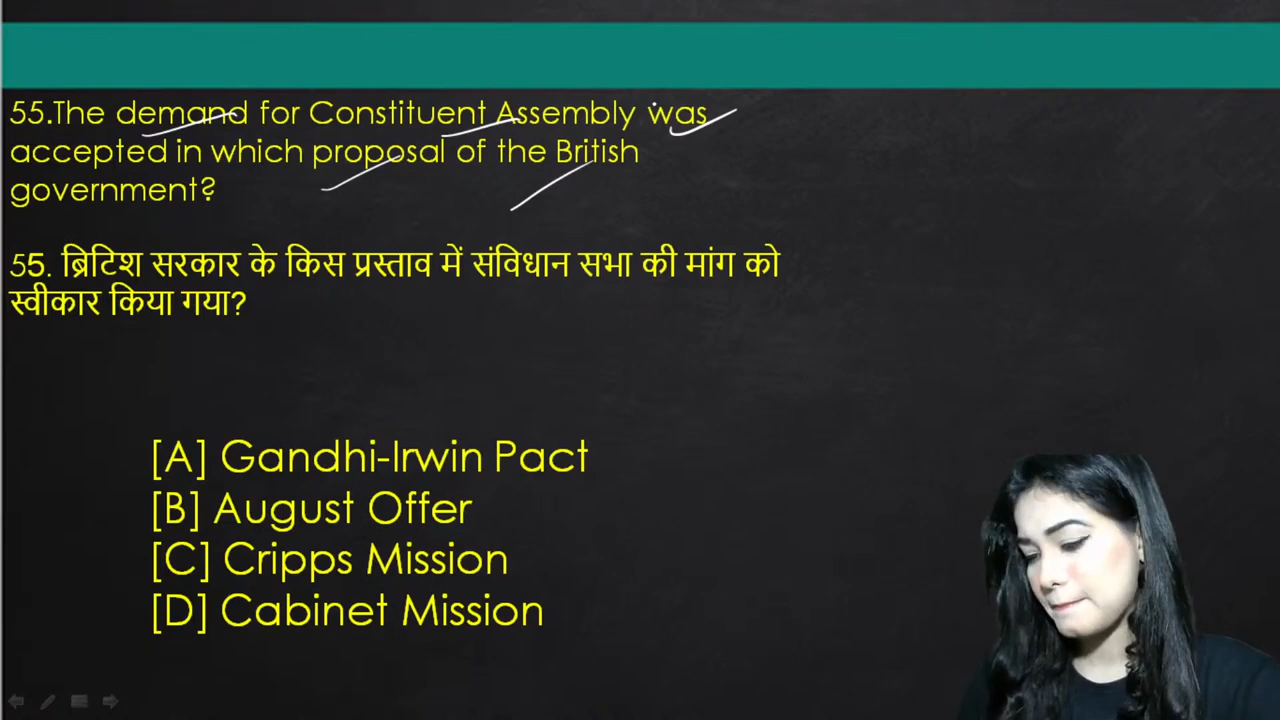 55.The demand for Constituent Assembly was
accepted in which proposal of the British
government?
55. ब्रिटिश सरकार के किस प्रस्ताव में संविधान सभा की मांग को
स्वीकार किया गया?
[A] Gandhi-Irwin Pact
[B] August Offer
[C] Cripps Mission
[D] Cabinet Mission